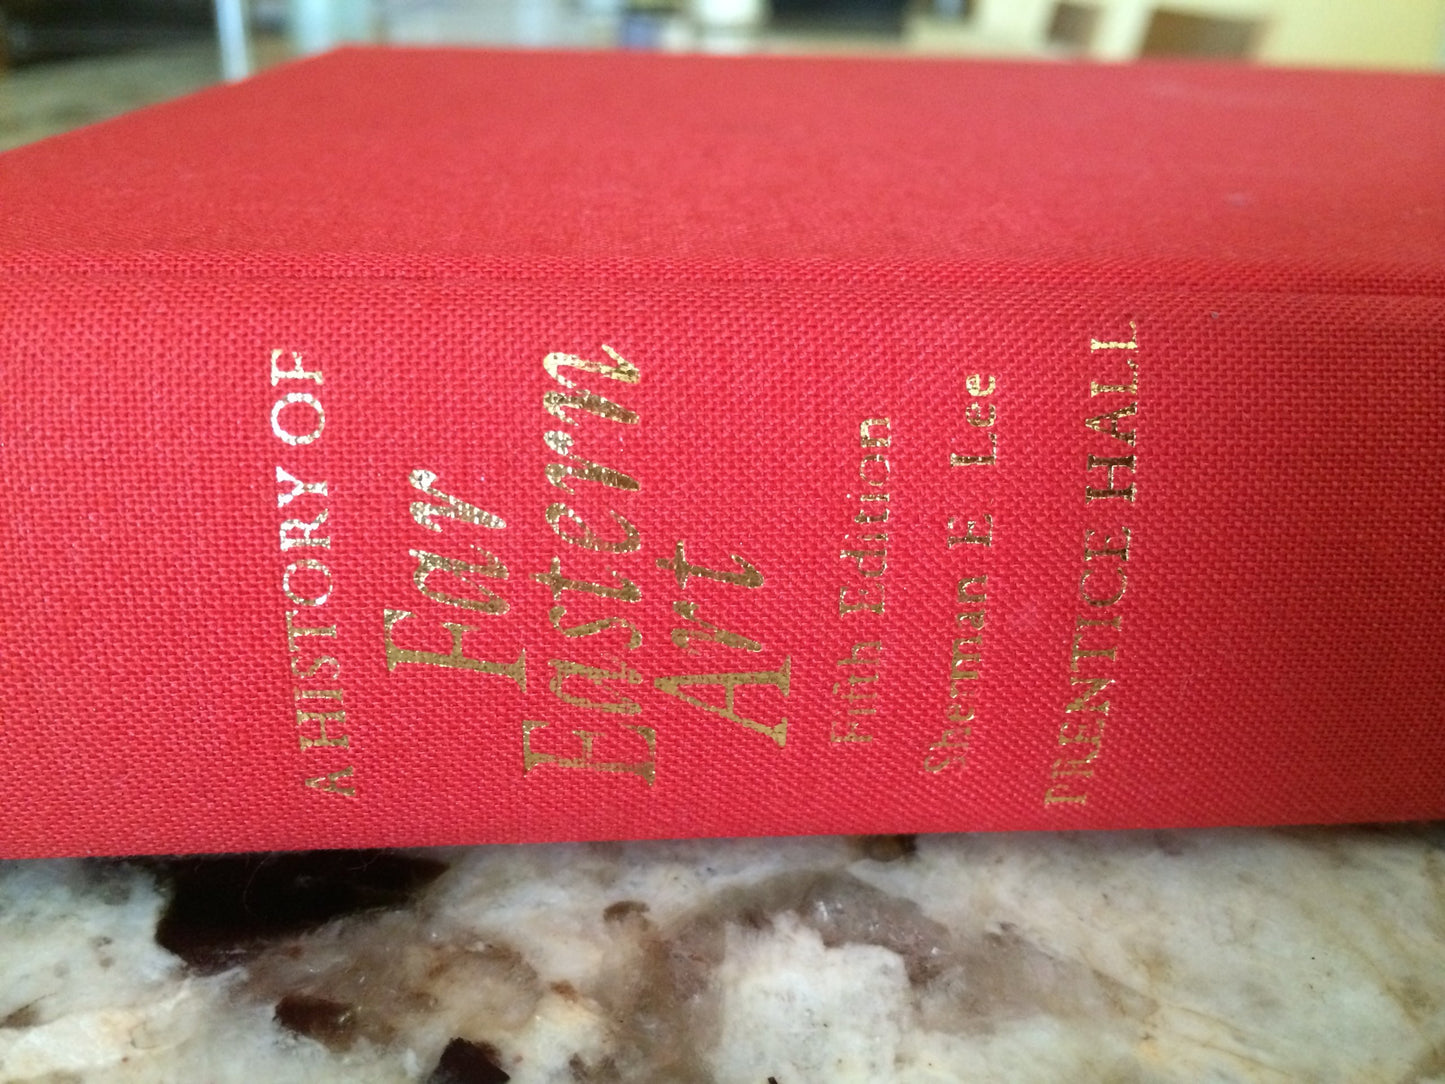 A HISTORY OF
Far
Eastern
Art
Fifth Edition
Sherman E Lee
PRENTICE HALL